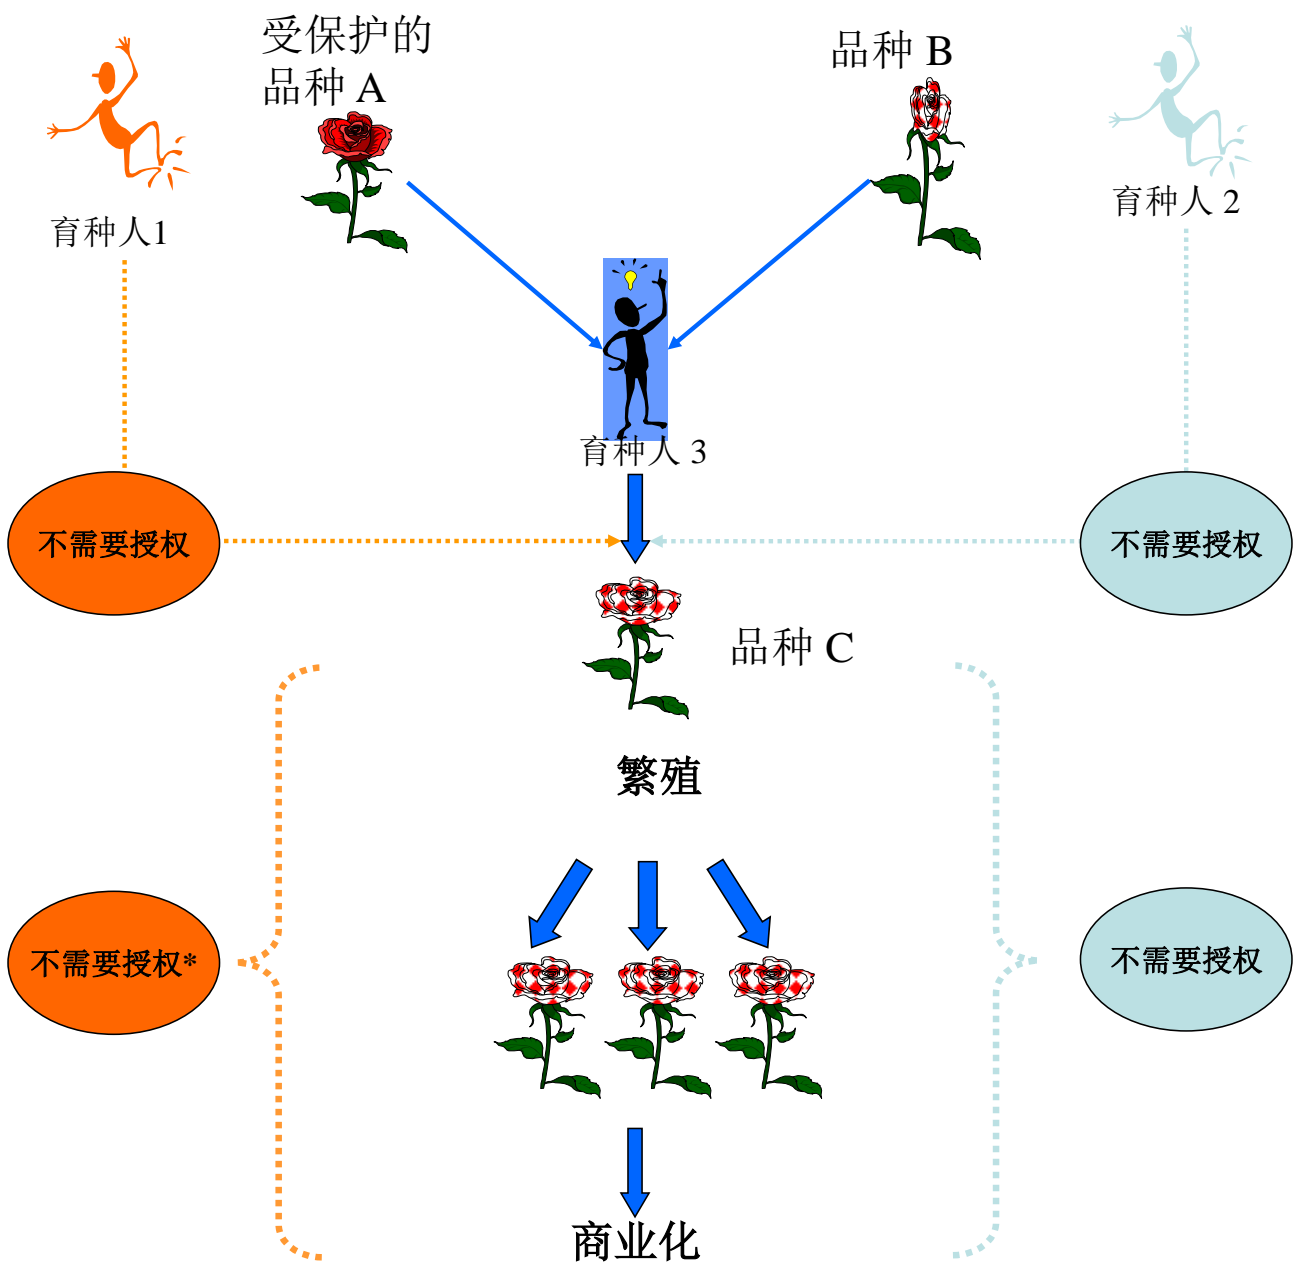 受保护的
品种 A
品种 B
育种人1
育种人 2
育种人 3
不需要授权
不需要授权
品种 C
繁殖
不需要授权*
不需要授权
商业化